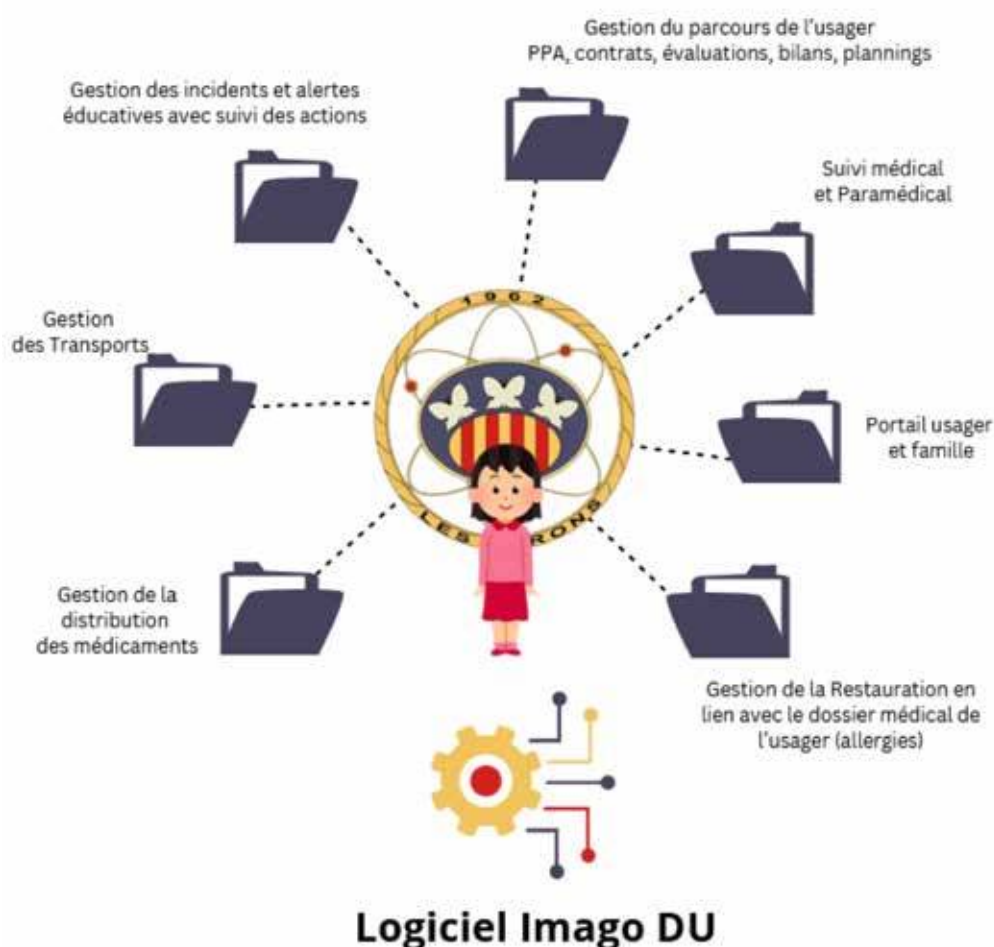 Gestion du parcours de l'usager
PPA, contrats, évaluations, bilans, plannings
Gestion des incidents et alertes
éducatives avec suivi des actions
Suivi médical
et Paramédical
1962
Gestion
des Transports
Portail usager
et famille
LES RONS
Gestion de la
distribution
des médicaments
Gestion de la Restauration en
lien avec le dossier médical de
l'usager (allergies)
Logiciel Imago DU